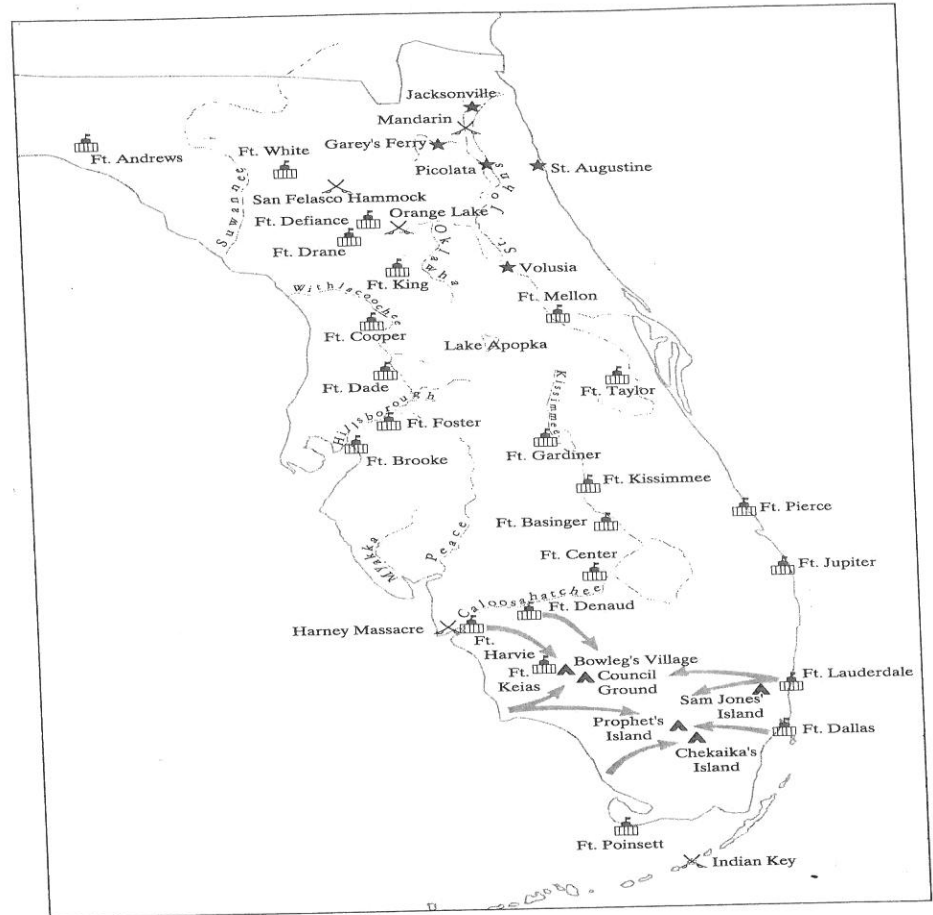 Jacksonville
Mandarin
Garey's Ferry
Ft. Andrews
Ft. White
Picolata
St. Augustine
Suwannee
San Felasco Hammock
St. Johns
Ft. Defiance
Orange Lake
Ft. Drane
Oklawha
Ft. King
Volusia
Withlacoochee
Ft. Mellon
Ft. Cooper
Lake Apopka
Ft. Dade
Kissimmee
Ft. Taylor
Hillsborough
Ft. Foster
Ft. Brooke
Ft. Gardiner
Ft. Kissimmee
Ft. Pierce
Ft. Basinger
Myakka
Peace
Ft. Center
Ft. Jupiter
Caloosahatchee
Ft. Denaud
Harney Massacre
Ft.
Harvie
Ft.
Keias
Bowleg's Village
Council
Ground
Ft. Lauderdale
Sam Jones'
Island
Prophet's
Island
Ft. Dallas
Chekaika's
Island
Ft. Poinsett
Indian Key